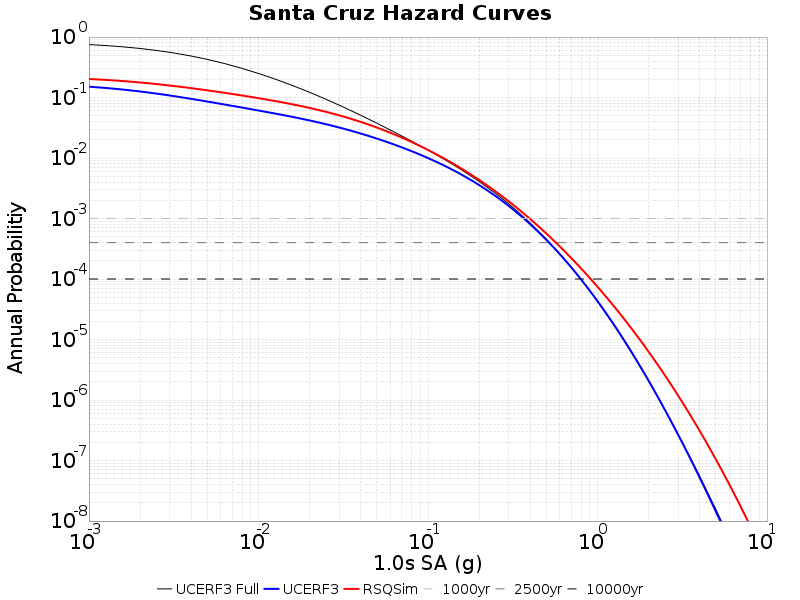 Santa Cruz Hazard Curves
Annual Probabilitiy
10^0
10^-1
10^-2
10^-3
10^-4
10^-5
10^-6
10^-7
10^-8
10^-3 10^-2 10^-1 10^0 10^1
1.0s SA (g)
UCERF3 Full UCERF3 RSQSim 1000yr 2500yr 10000yr